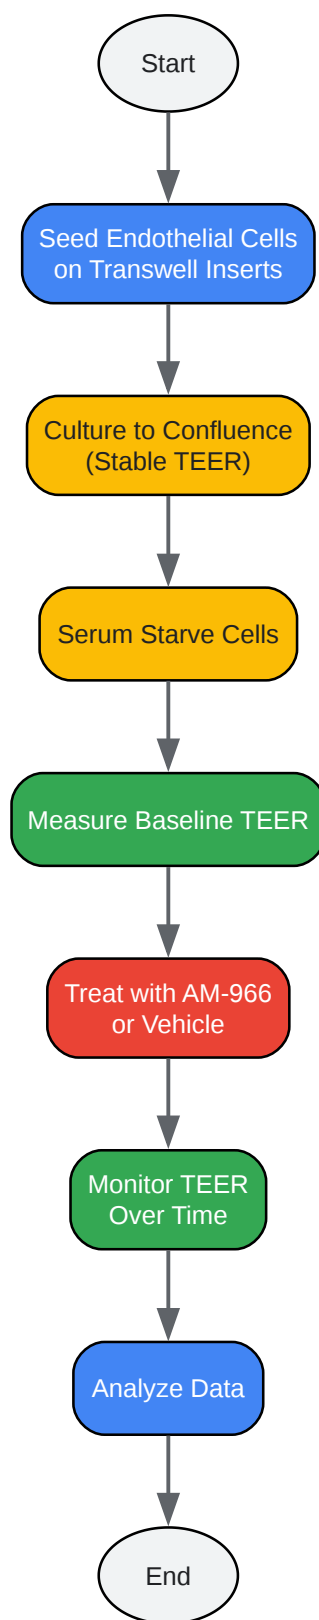 Start
Seed Endothelial Cells
on Transwell Inserts
Culture to Confluence
(Stable TEER)
Serum Starve Cells
Measure Baseline TEER
Treat with AM-966
or Vehicle
Monitor TEER
Over Time
Analyze Data
End